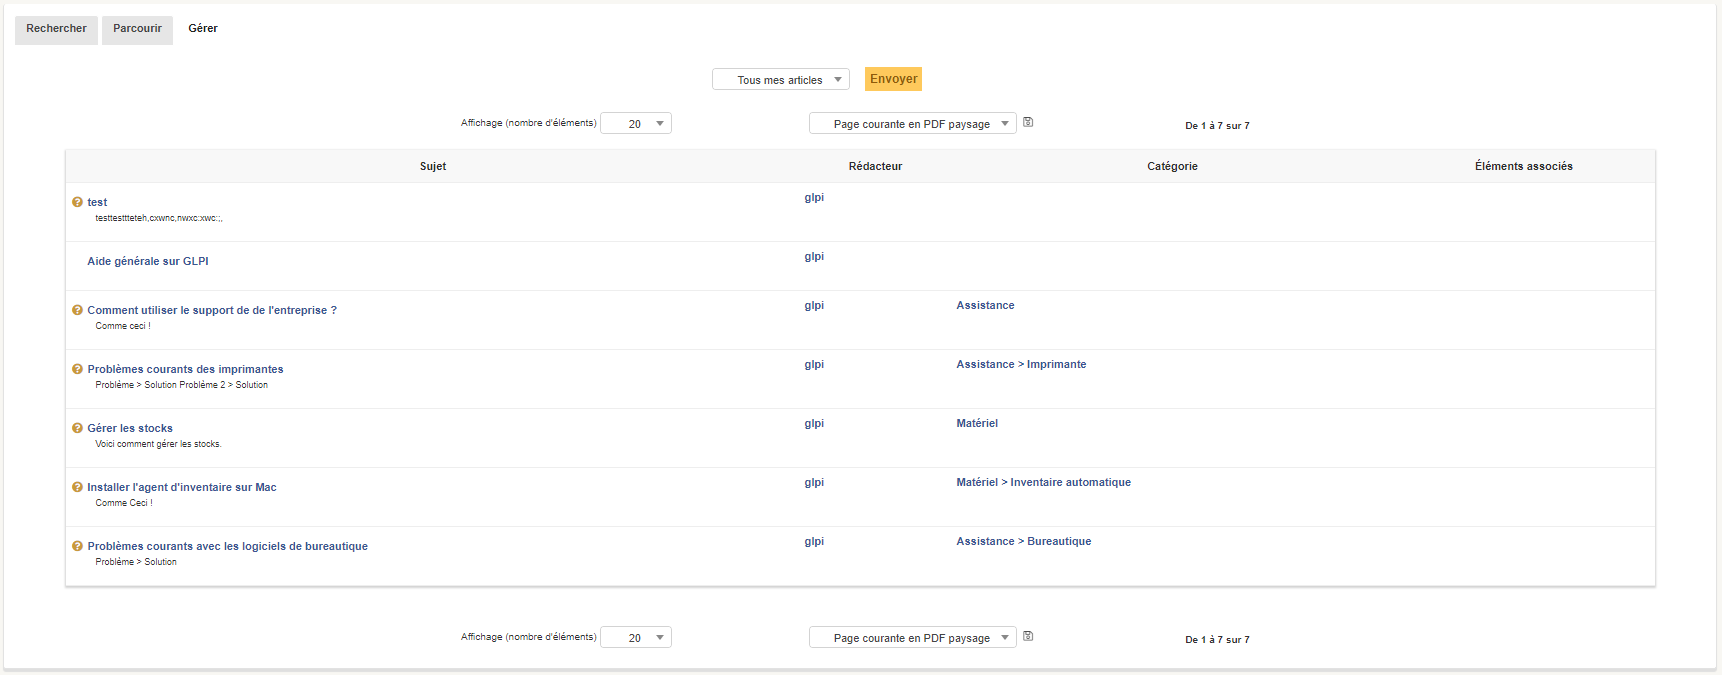 Rechercher Parcourir Gérer
Tous mes articles Envoyer
Affichage (nombre d'éléments) 20 Page courante en PDF paysage De 1 à 7 sur 7
Sujet Rédacteur Catégorie Éléments associés
test glpi
testtesttteteh,cxwnc,nwxc:xwc:;,
Aide générale sur GLPI glpi
Comment utiliser le support de de l'entreprise ? glpi Assistance
Comme ceci !
Problèmes courants des imprimantes glpi Assistance > Imprimante
Problème > Solution Problème 2 > Solution
Gérer les stocks glpi Matériel
Voici comment gérer les stocks.
Installer l'agent d'inventaire sur Mac glpi Matériel > Inventaire automatique
Comme Ceci !
Problèmes courants avec les logiciels de bureautique glpi Assistance > Bureautique
Problème > Solution
Affichage (nombre d'éléments) 20 Page courante en PDF paysage De 1 à 7 sur 7